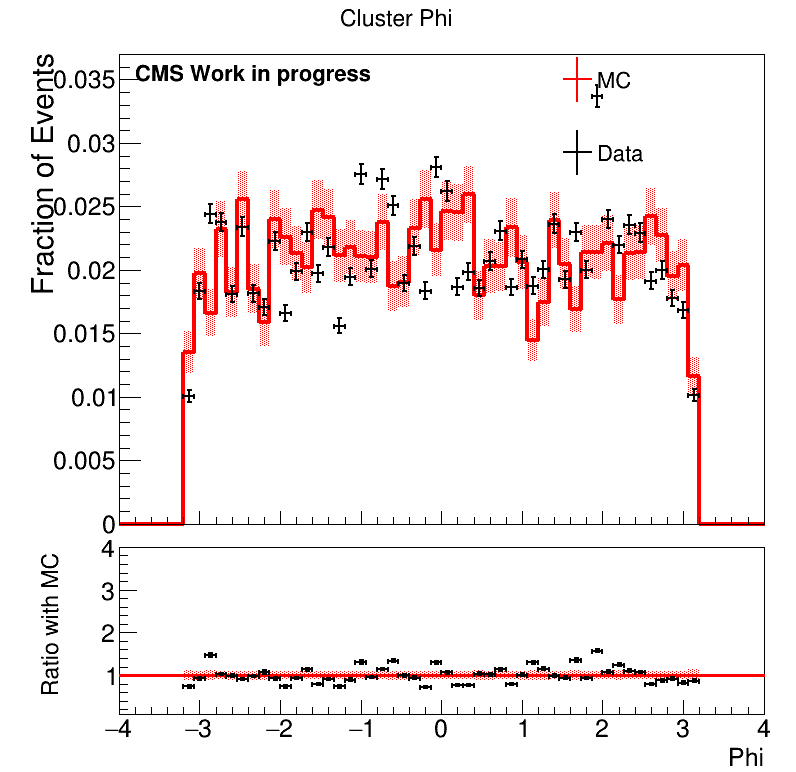 Cluster Phi
CMS Work in progress
MC
Data
Fraction of Events
0.035
0.03
0.025
0.02
0.015
0.01
0.005
0
Ratio with MC
4
3
2
1
−4 −3 −2 −1 0 1 2 3 4
Phi